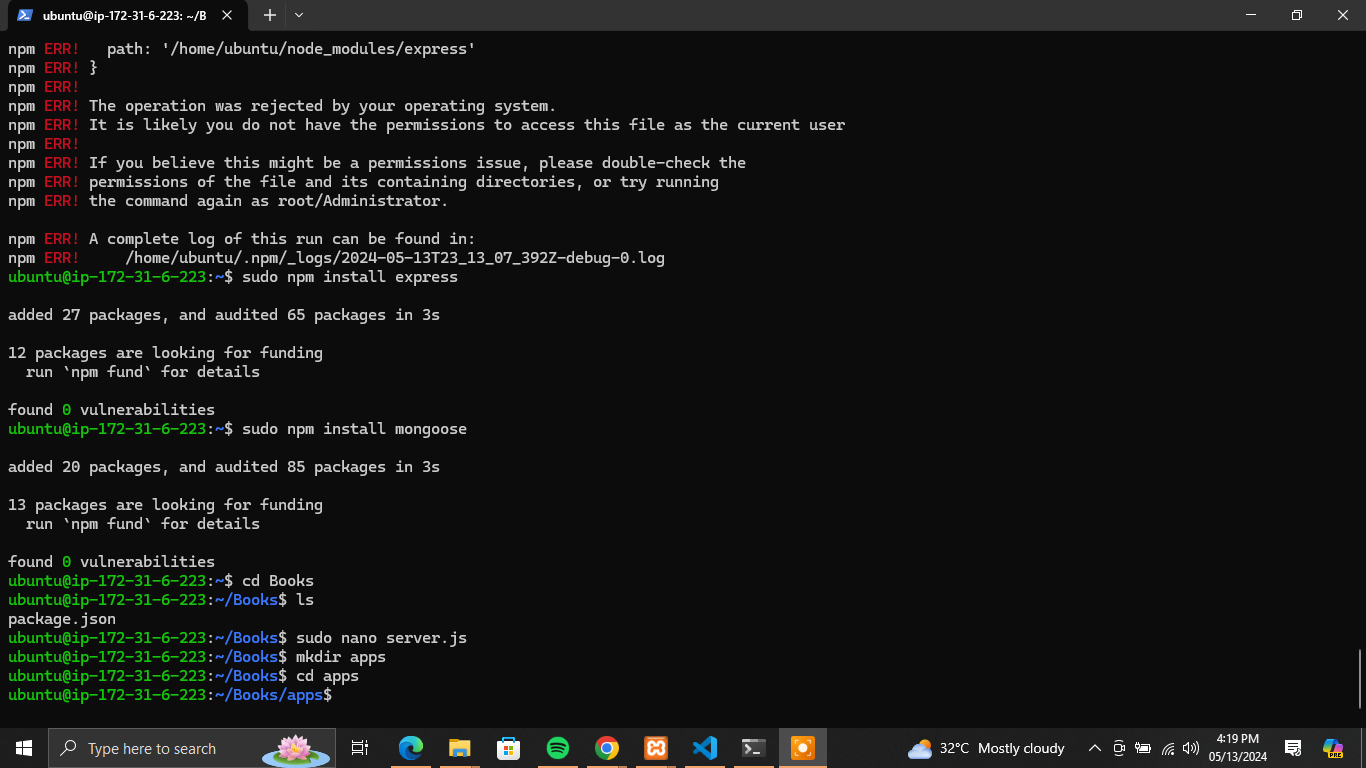 ubuntu@ip-172-31-6-223: ~/B
npm ERR!   path: '/home/ubuntu/node_modules/express'
npm ERR! }
npm ERR!
npm ERR! The operation was rejected by your operating system.
npm ERR! It is likely you do not have the permissions to access this file as the current user
npm ERR!
npm ERR! If you believe this might be a permissions issue, please double-check the
npm ERR! permissions of the file and its containing directories, or try running
npm ERR! the command again as root/Administrator.
npm ERR! A complete log of this run can be found in:
npm ERR!     /home/ubuntu/.npm/_logs/2024-05-13T23_13_07_392Z-debug-0.log
ubuntu@ip-172-31-6-223:~$ sudo npm install express
added 27 packages, and audited 65 packages in 3s
12 packages are looking for funding
  run `npm fund` for details
found 0 vulnerabilities
ubuntu@ip-172-31-6-223:~$ sudo npm install mongoose
added 20 packages, and audited 85 packages in 3s
13 packages are looking for funding
  run `npm fund` for details
found 0 vulnerabilities
ubuntu@ip-172-31-6-223:~$ cd Books
ubuntu@ip-172-31-6-223:~/Books$ ls
package.json
ubuntu@ip-172-31-6-223:~/Books$ sudo nano server.js
ubuntu@ip-172-31-6-223:~/Books$ mkdir apps
ubuntu@ip-172-31-6-223:~/Books$ cd apps
ubuntu@ip-172-31-6-223:~/Books/apps$
Type here to search
32°C Mostly cloudy
4:19 PM
05/13/2024
PRE